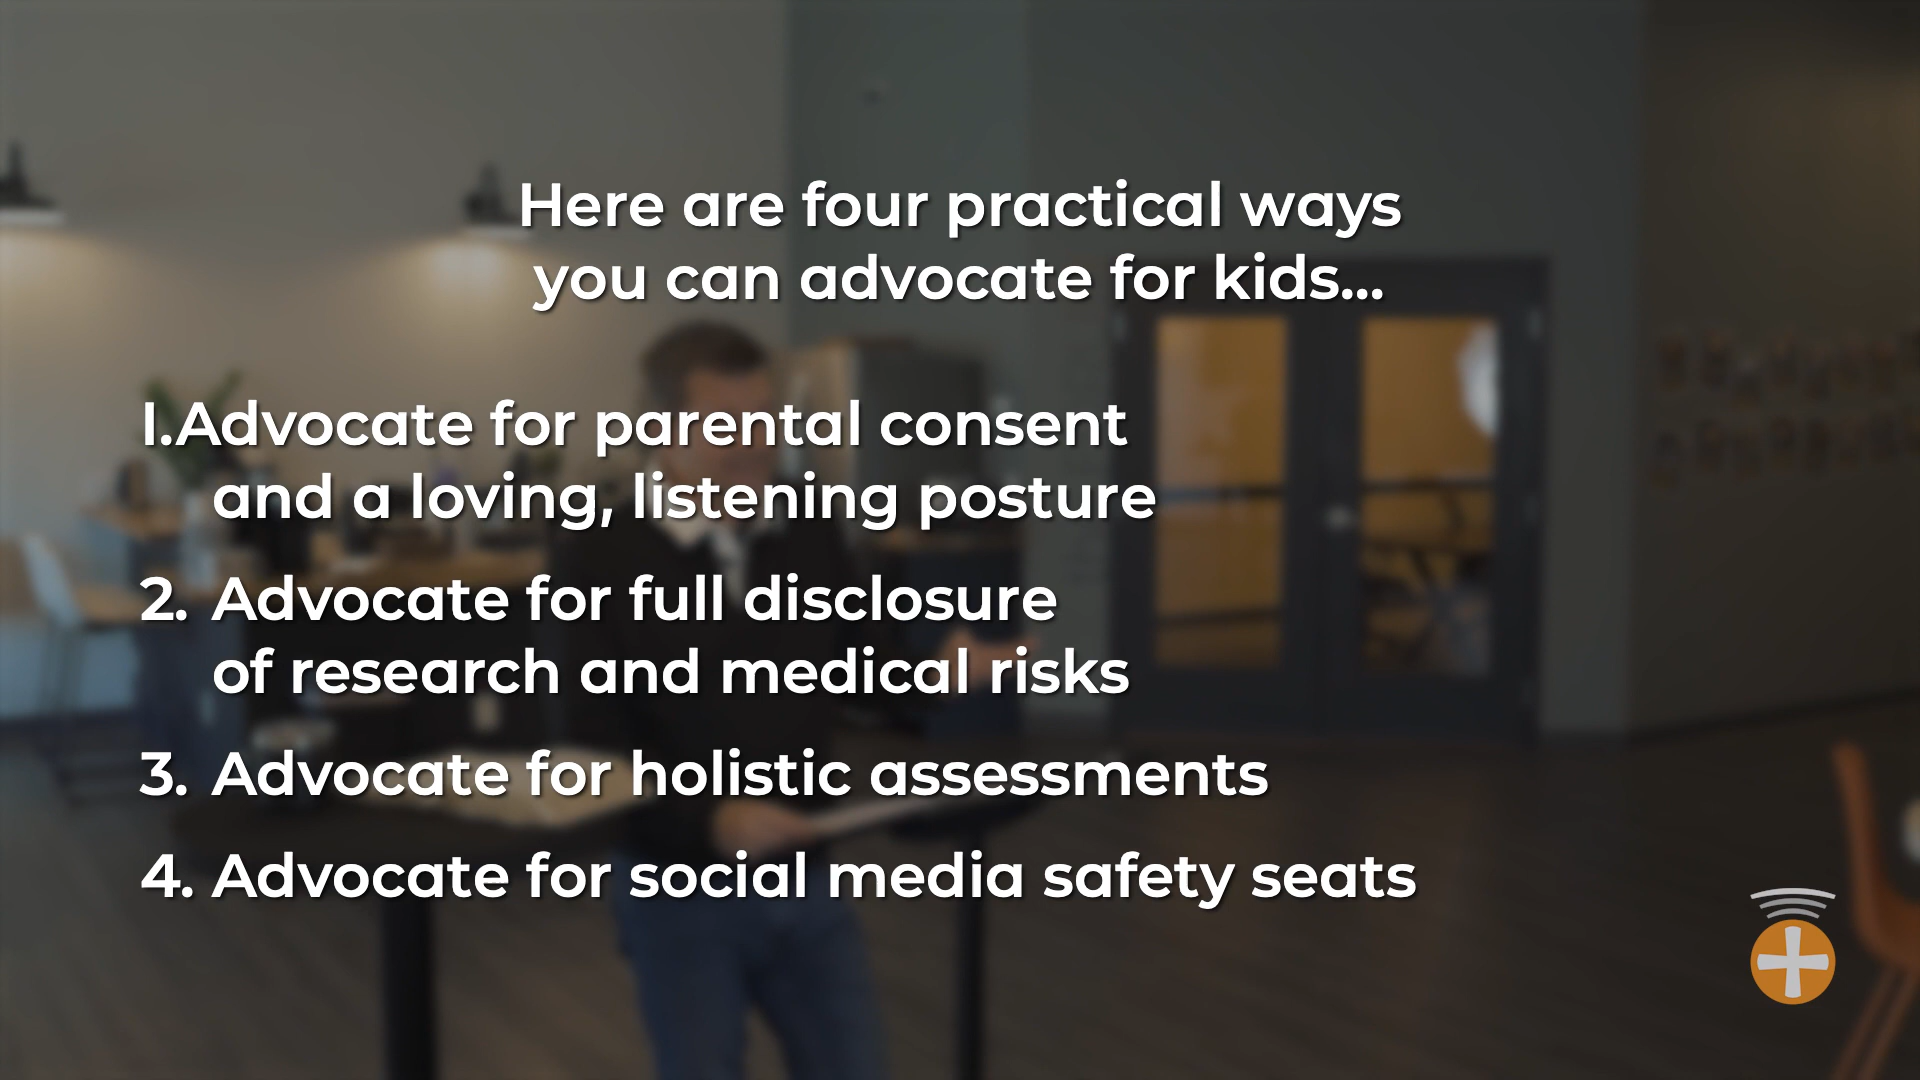 Here are four practical ways
you can advocate for kids...
1.Advocate for parental consent
and a loving, listening posture
2. Advocate for full disclosure
of research and medical risks
3. Advocate for holistic assessments
4. Advocate for social media safety seats